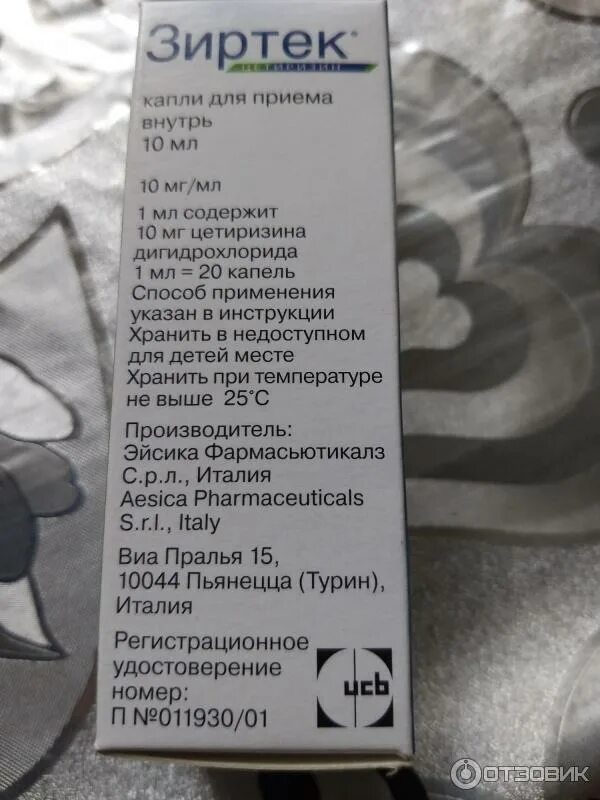 Зиртек®
ЦЕТИРИЗИН
капли для приема
внутрь
10 мл
10 мг/мл
1 мл содержит
10 мг цетиризина
дигидрохлорида
1 мл = 20 капель
Способ применения
указан в инструкции
Хранить в недоступном
для детей месте
Хранить при температуре
не выше 25°С
Производитель:
Эйсика Фармасьютикалз
С.р.л., Италия
Aesica Pharmaceuticals
S.r.l., Italy
Виа Пралья 15,
10044 Пьянецца (Турин),
Италия
Регистрационное
удостоверение
номер:
П №011930/01
ucb
ОТЗОВИК